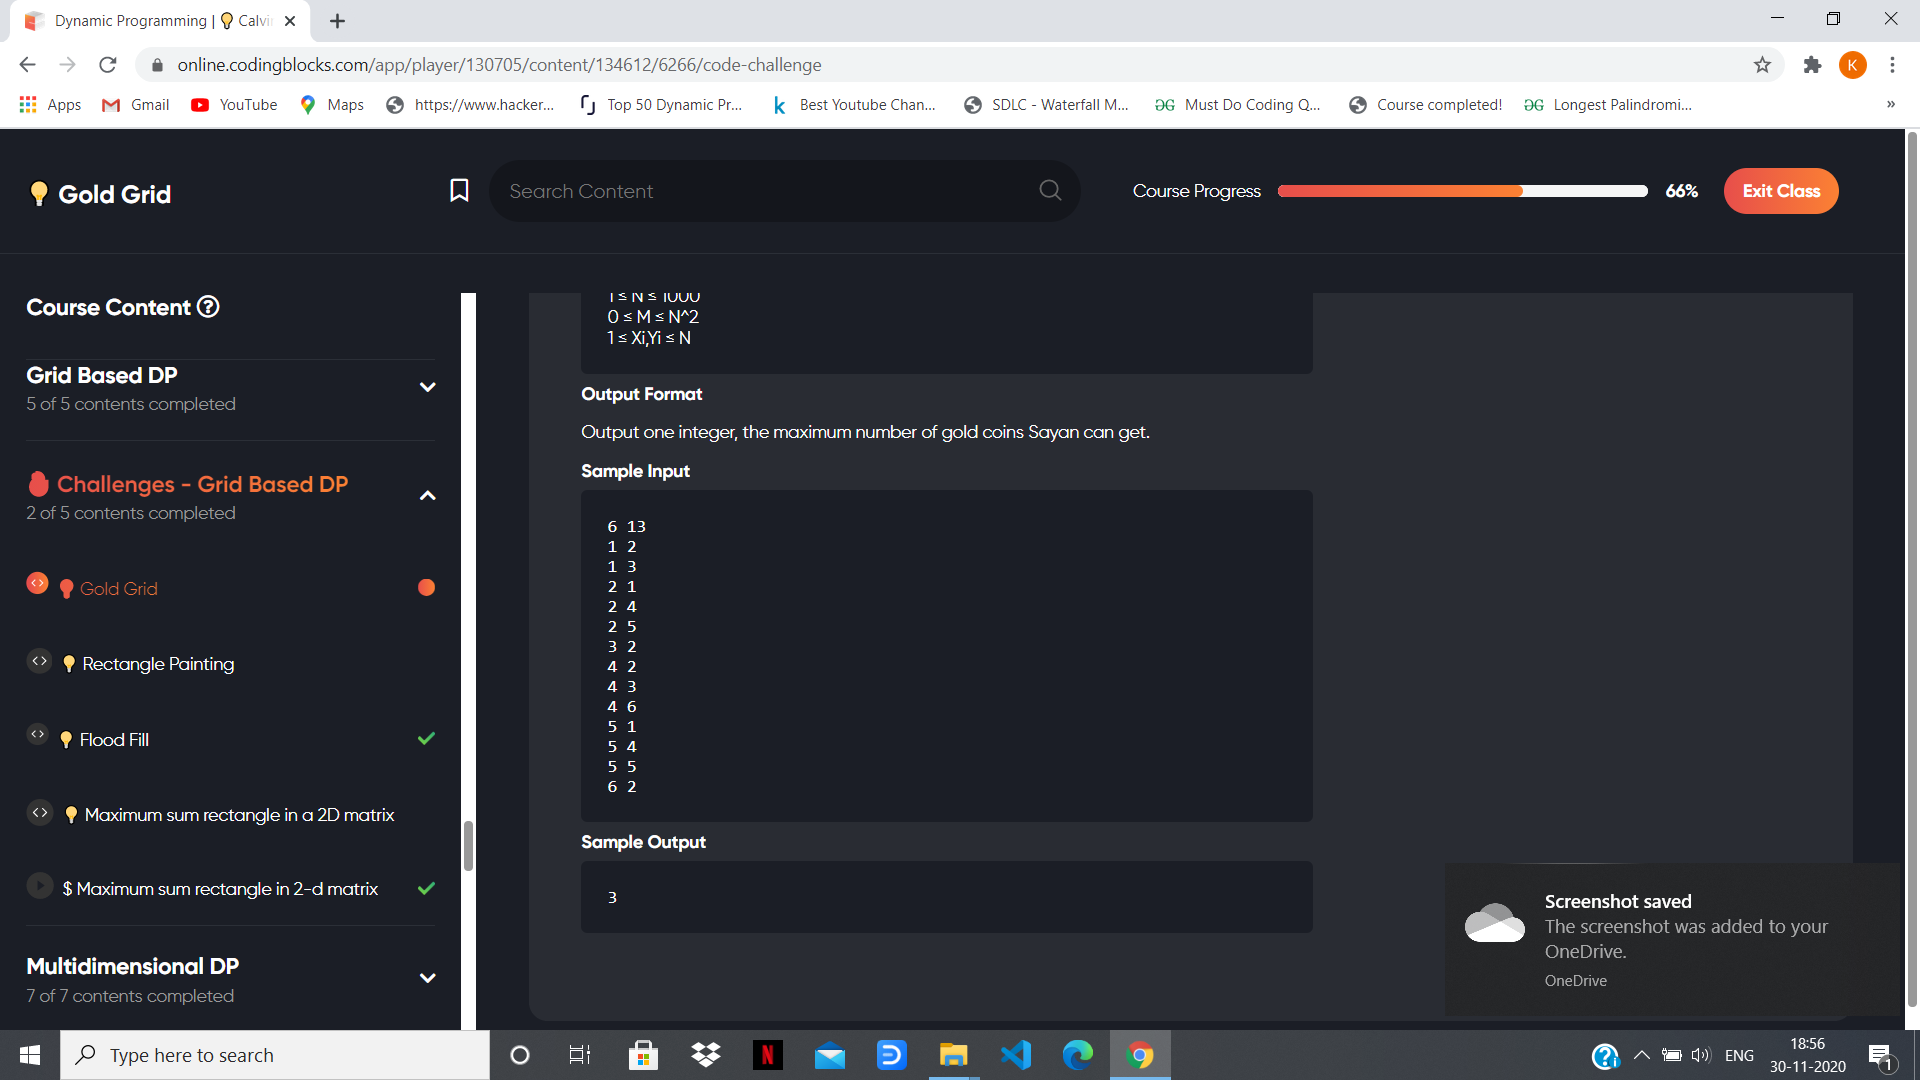 Dynamic Programming | 💡 Calvi
online.codingblocks.com/app/player/130705/content/134612/6266/code-challenge
K
Apps
Gmail
YouTube
Maps
https://www.hacker...
Top 50 Dynamic Pr...
Best Youtube Chan...
SDLC - Waterfall M...
Must Do Coding Q...
Course completed!
Longest Palindromi...
»
💡 Gold Grid
Search Content
Course Progress
66%
Exit Class
Course Content
Grid Based DP
5 of 5 contents completed
Challenges - Grid Based DP
2 of 5 contents completed
Gold Grid
💡 Rectangle Painting
💡 Flood Fill
💡 Maximum sum rectangle in a 2D matrix
$ Maximum sum rectangle in 2-d matrix
Multidimensional DP
7 of 7 contents completed
1 ≤ N ≤ 1000
0 ≤ M ≤ N^2
1 ≤ Xi,Yi ≤ N
Output Format
Output one integer, the maximum number of gold coins Sayan can get.
Sample Input
6 13
1 2
1 3
2 1
2 4
2 5
3 2
4 2
4 3
4 6
5 1
5 4
5 5
6 2
Sample Output
3
Screenshot saved
The screenshot was added to your
OneDrive.
OneDrive
Type here to search
ENG
18:56
30-11-2020
1